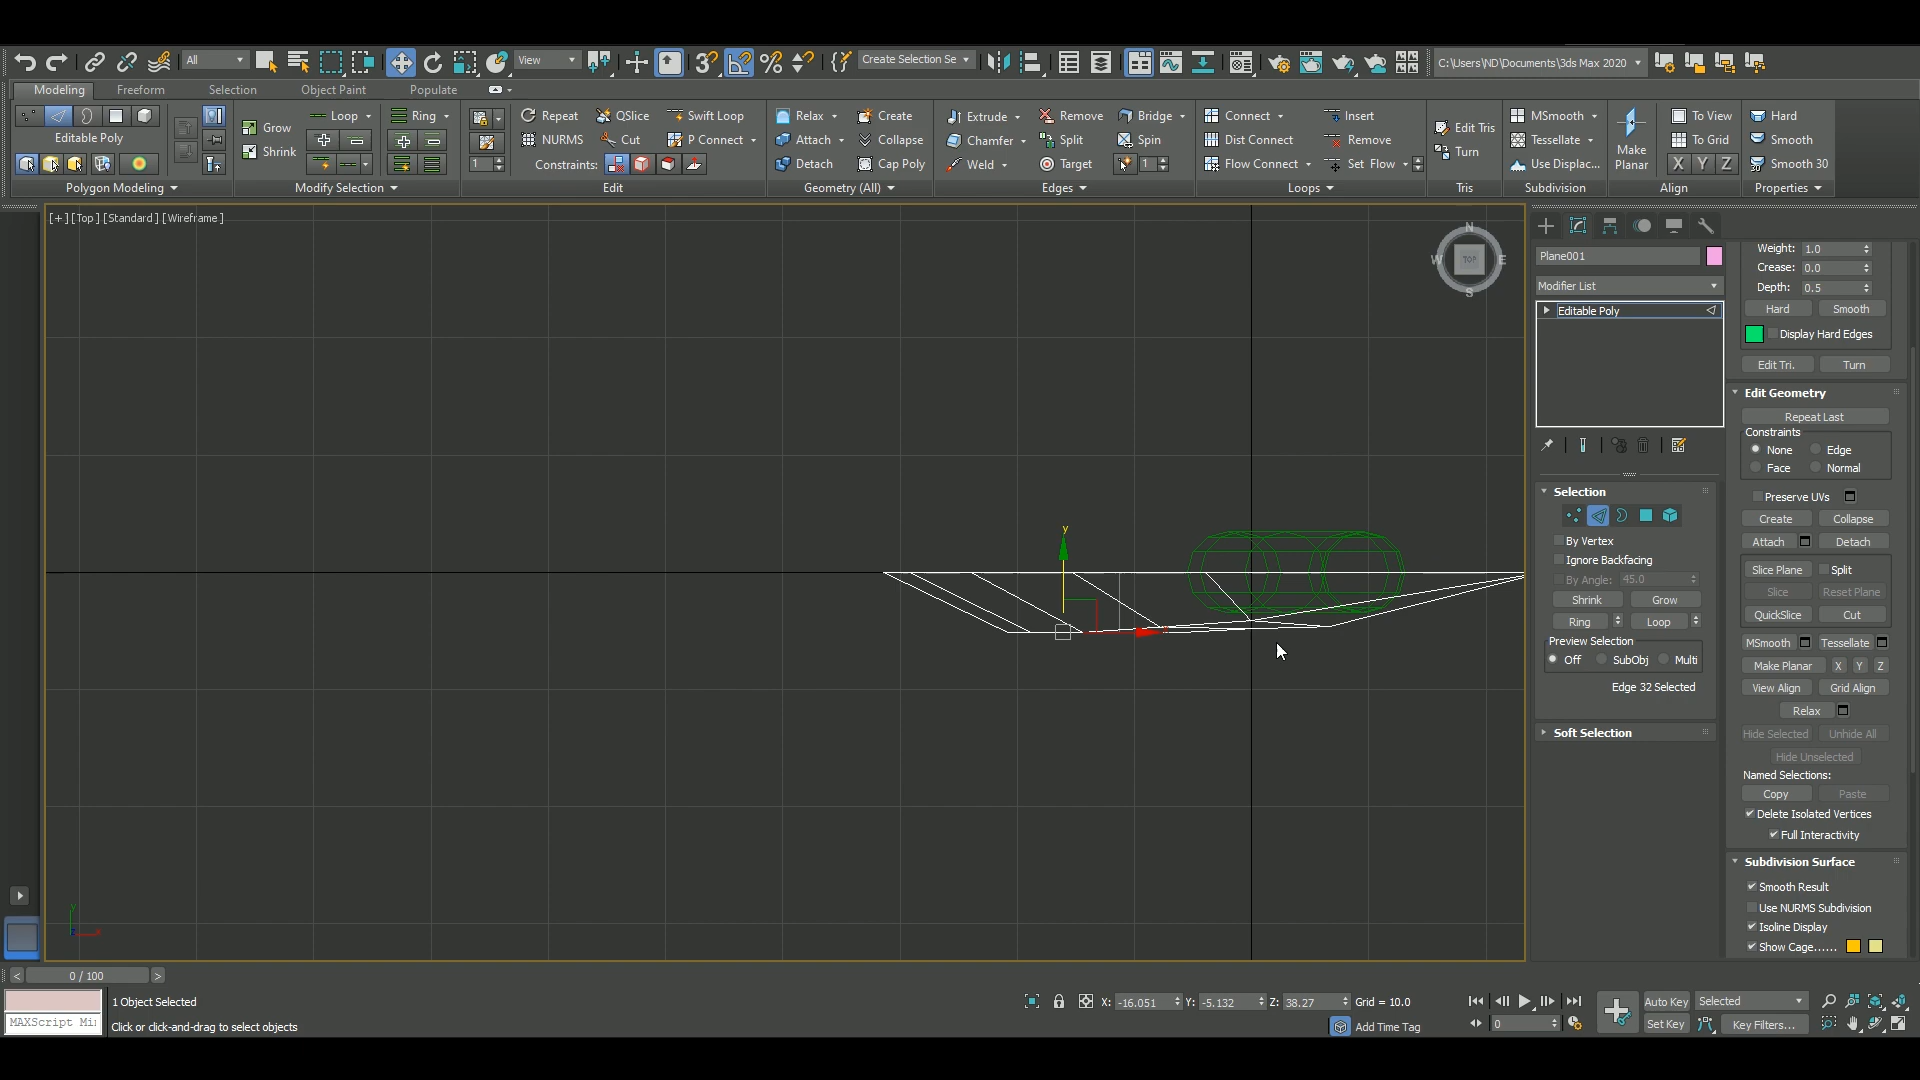 All
View
Create Selection Se
C:\Users\ND\Documents\3ds Max 2020
Modeling
Freeform
Selection
Object Paint
Populate
Editable Poly
Polygon Modeling
Grow
Shrink
Loop
Ring
Modify Selection
1
Repeat
QSlice
Swift Loop
NURMS
Cut
P Connect
Constraints:
Edit
Relax
Create
Attach
Collapse
Detach
Cap Poly
Geometry (All)
Extrude
Remove
Bridge
Chamfer
Split
Spin
Weld
Target
1
Edges
Connect
Insert
Dist Connect
Remove
Flow Connect
Set Flow
Loops
Edit Tris
Turn
Tris
MSmooth
Tessellate
Use Displac...
Subdivision
Make
Planar
To View
To Grid
X Y Z
Align
Hard
Smooth
Smooth 30
Properties
[+] [Top] [Standard] [Wireframe]
N
W
TOP
E
S
y
x
y
x
Plane001
Modifier List
Editable Poly
Selection
By Vertex
Ignore Backfacing
By Angle: 45.0
Shrink
Grow
Ring
Loop
Preview Selection
Off
SubObj
Multi
Edge 32 Selected
Soft Selection
Weight: 1.0
Crease: 0.0
Depth: 0.5
Hard
Smooth
Display Hard Edges
Edit Tri.
Turn
Edit Geometry
Repeat Last
Constraints
None
Edge
Face
Normal
Preserve UVs
Create
Collapse
Attach
Detach
Slice Plane
Split
Slice
Reset Plane
QuickSlice
Cut
MSmooth
Tessellate
Make Planar
X
Y
Z
View Align
Grid Align
Relax
Hide Selected
Unhide All
Hide Unselected
Named Selections:
Copy
Paste
Delete Isolated Vertices
Full Interactivity
Subdivision Surface
Smooth Result
Use NURMS Subdivision
Isoline Display
Show Cage......
< 0 / 100 >
MAXScript Mi
1 Object Selected
Click or click-and-drag to select objects
X: -16.051
Y: -5.132
Z: 38.27
Grid = 10.0
Add Time Tag
0
Auto Key
Selected
Set Key
Key Filters...